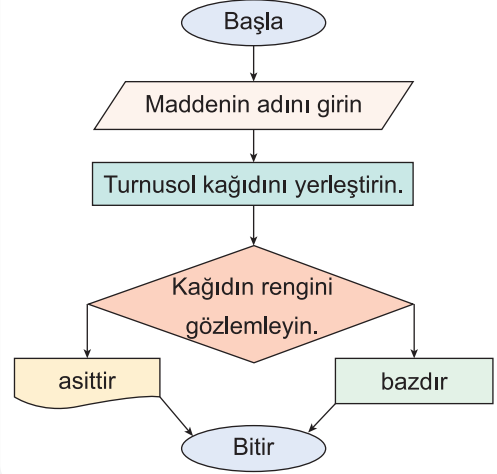 Başla
Maddenin adını girin
Turnusol kağıdını yerleştirin.
Kağıdın rengini
gözlemleyin.
asittir
bazdır
Bitir